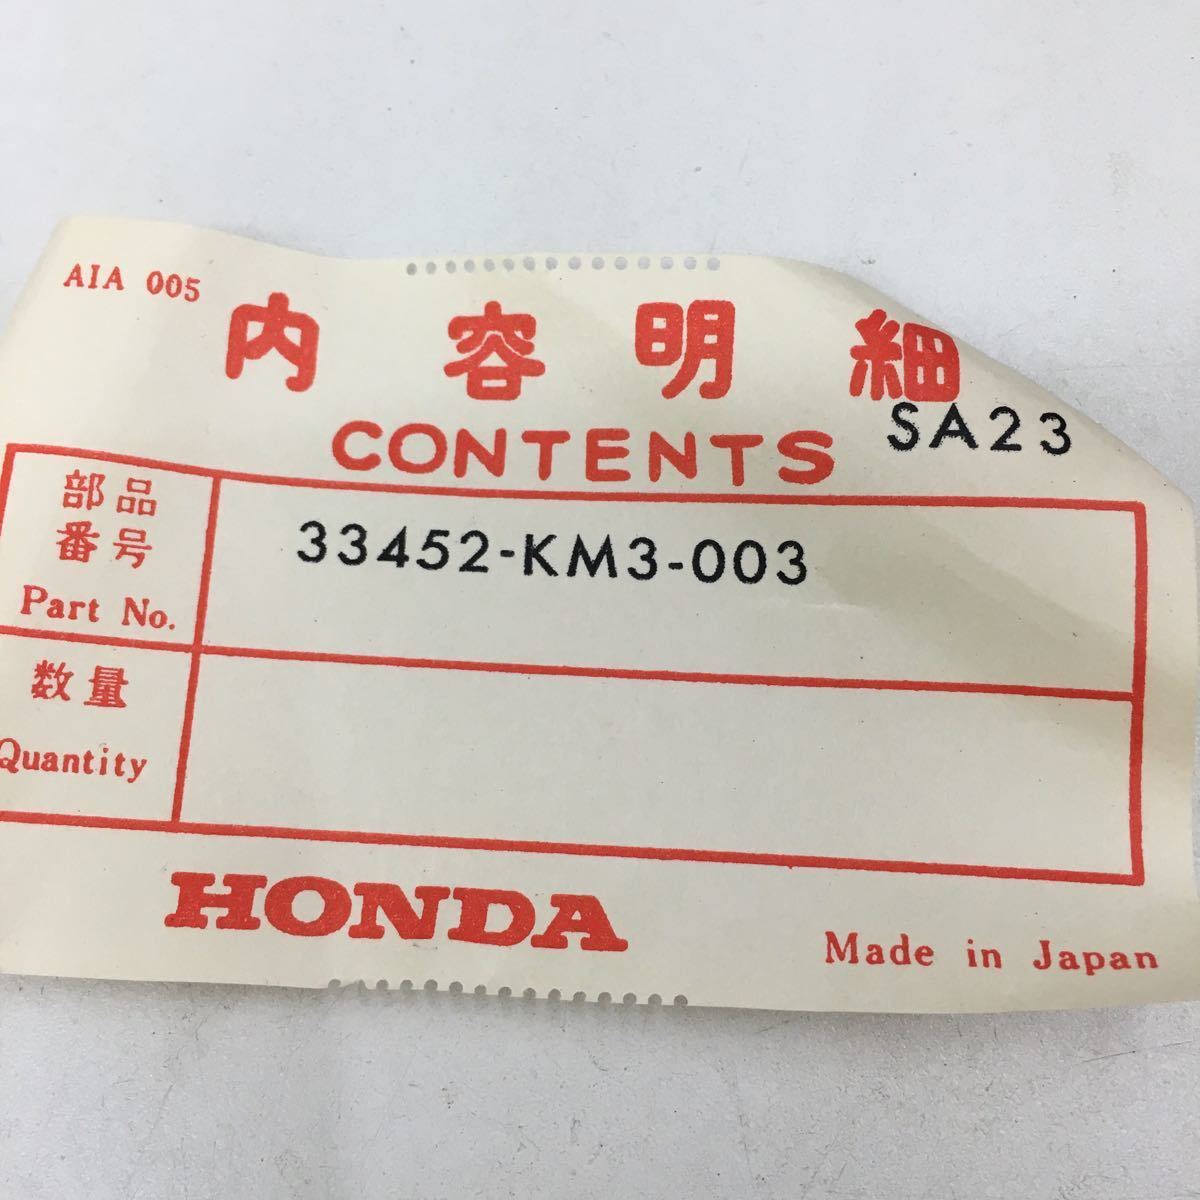 AIA 005
内容明細
CONTENTS
SA23
部品
番号
Part No.
33452-KM3-003
数量
Quantity
HONDA
Made in Japan